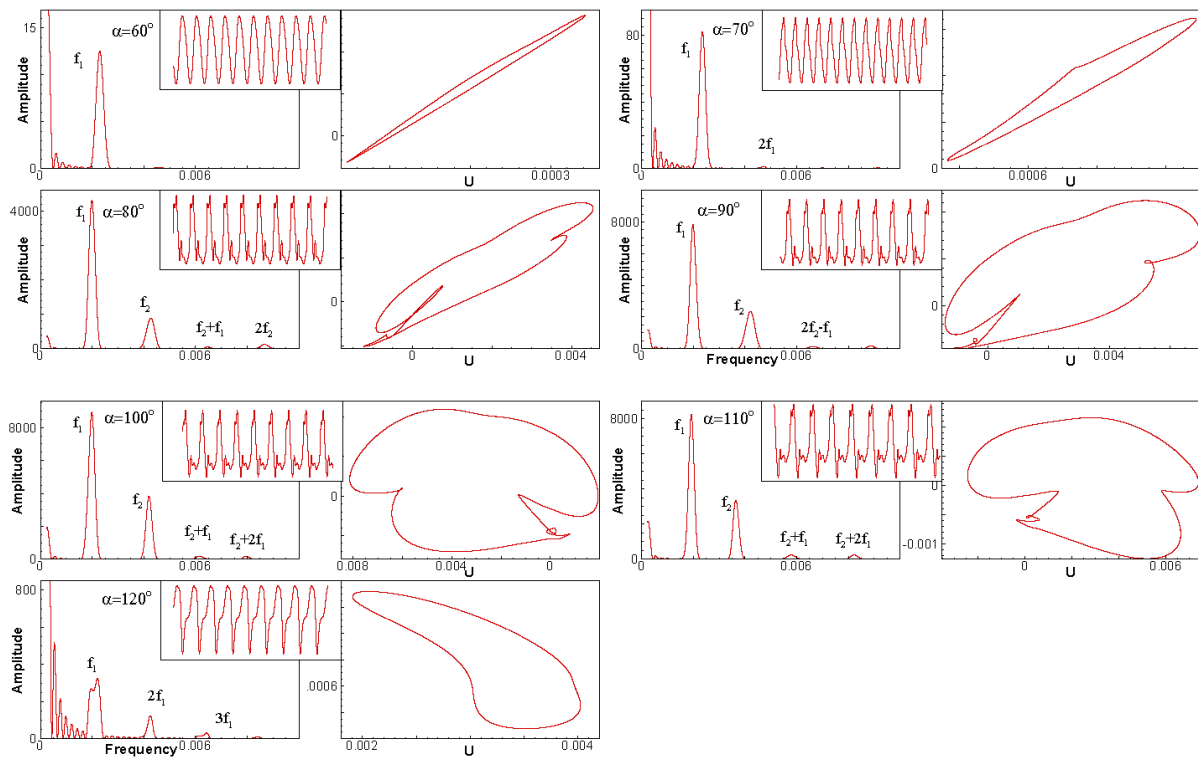 15
Amplitude
f₁
α=60°
0
0
0.006
0
0.0003
U
80
Amplitude
f₁
α=70°
2f₁
0
0
0.006
0.0006
U
4000
Amplitude
f₁
α=80°
f₂
f₂+f₁
2f₂
0
0
0.006
0
0
0.004
U
8000
Amplitude
f₁
α=90°
f₂
2f₂-f₁
0
0
Frequency
0.006
0
0
0.004
U
8000
Amplitude
f₁
α=100°
f₂
f₂+f₁
f₂+2f₁
0
0
0.006
0
0.008
0.004
0
U
8000
Amplitude
f₁
α=110°
f₂
f₂+f₁
f₂+2f₁
0
0
0.006
0
-0.001
0
0.006
U
800
Amplitude
α=120°
f₁
2f₁
3f₁
0
0
Frequency
0.006
.0006
0.002
0.004
U